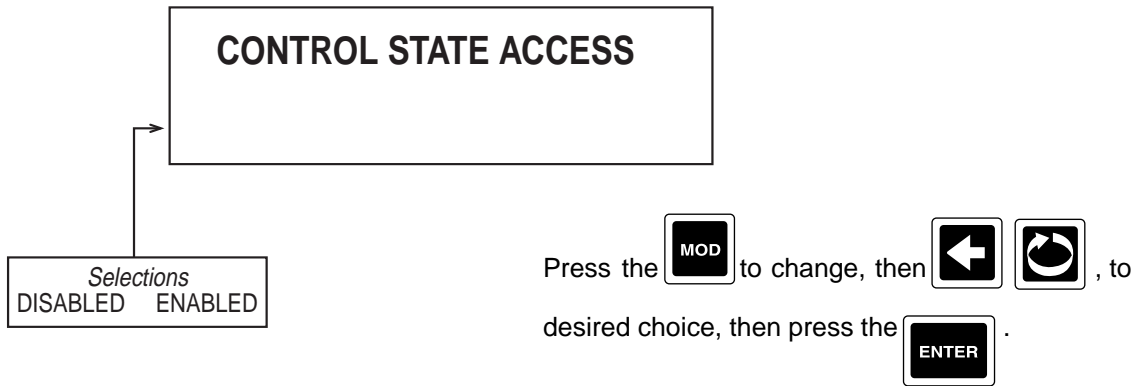 CONTROL STATE ACCESS
Selections
DISABLED ENABLED
Press the MOD to change, then , to
desired choice, then press the ENTER .